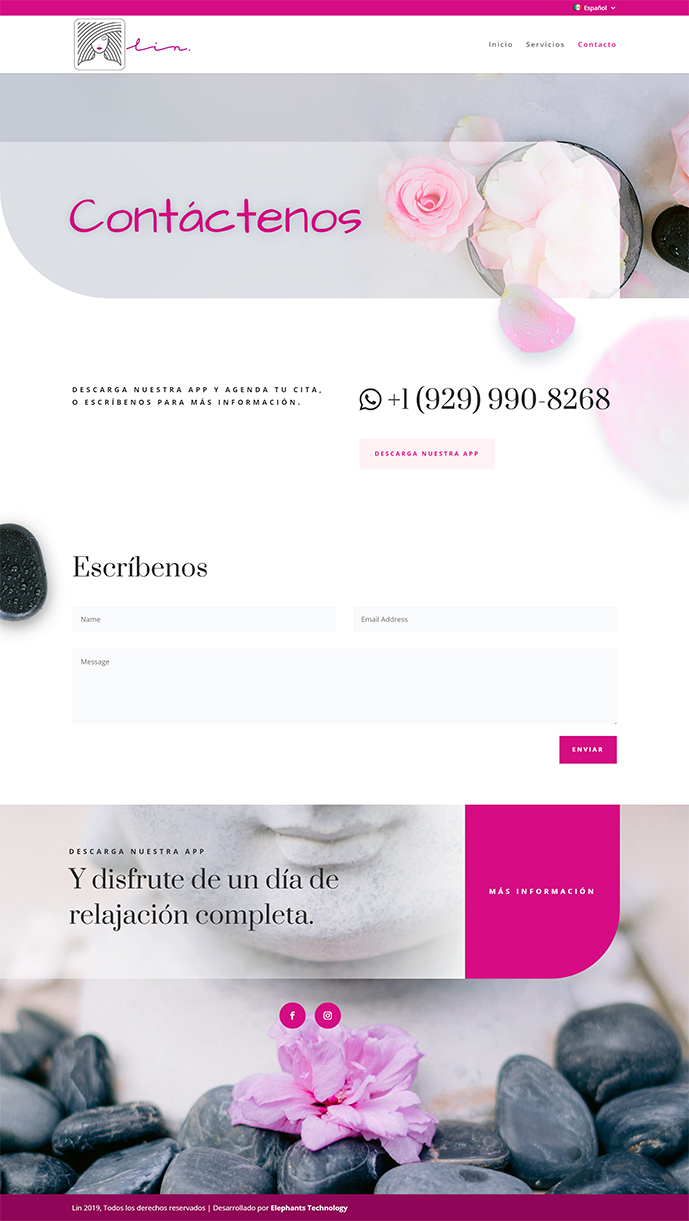 Español
lin.
Inicio Servicios Contacto
Contáctenos
DESCARGA NUESTRA APP Y AGENDA TU CITA,
O ESCRÍBENOS PARA MÁS INFORMACIÓN.
+1 (929) 990-8268
DESCARGA NUESTRA APP
Escríbenos
Name
Email Address
Message
ENVIAR
DESCARGA NUESTRA APP
Y disfrute de un día de
relajación completa.
MÁS INFORMACIÓN
Lin 2019, Todos los derechos reservados | Desarrollado por Elephants Technology